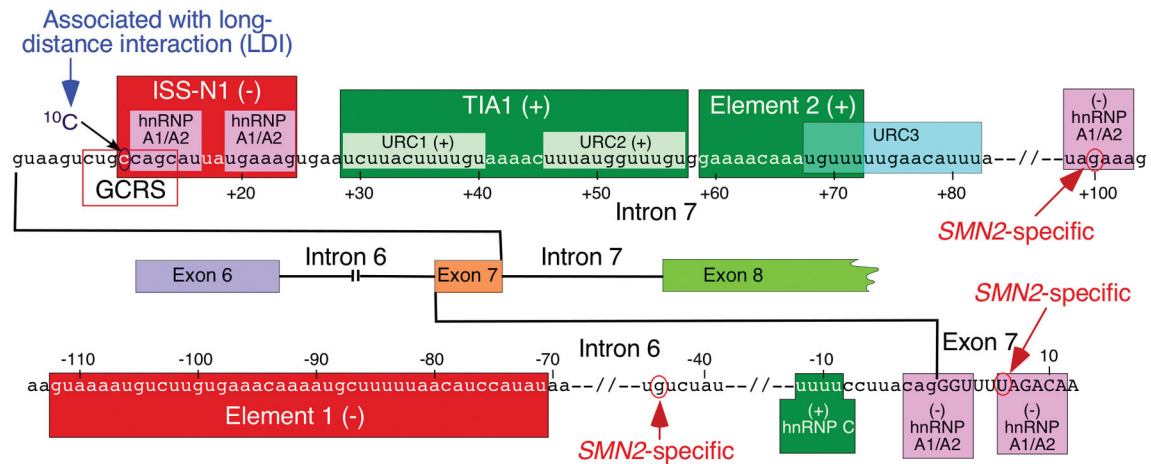 Associated with long-
distance interaction (LDI)
10C
ISS-N1 (-)
hnRNP
A1/A2
hnRNP
A1/A2
TIA1 (+)
URC1 (+)
URC2 (+)
Element 2 (+)
URC3
(-)
hnRNP
A1/A2
guaagucugccagcauuaugaaagugaaucuuacuuuuguaaaacuuuaugguuuguggaaaacaaauguuuuugaacauuua--//--uagaaag
GCRS
+20
+30
+40
+50
+60
+70
+80
+100
Intron 7
SMN2-specific
Exon 6
Intron 6
Exon 7
Intron 7
Exon 8
SMN2-specific
-110
-100
-90
-80
-70
Intron 6
-40
-10
Exon 7
10
aaguaaaaugucuugugaaacaaaaugcuuuuuaacauccauauaa--//--ugucuau--//--uuuuccuuacagGGUUUUAGACAA
Element 1 (-)
SMN2-specific
(+)
hnRNP C
(-)
hnRNP
A1/A2
(-)
hnRNP
A1/A2